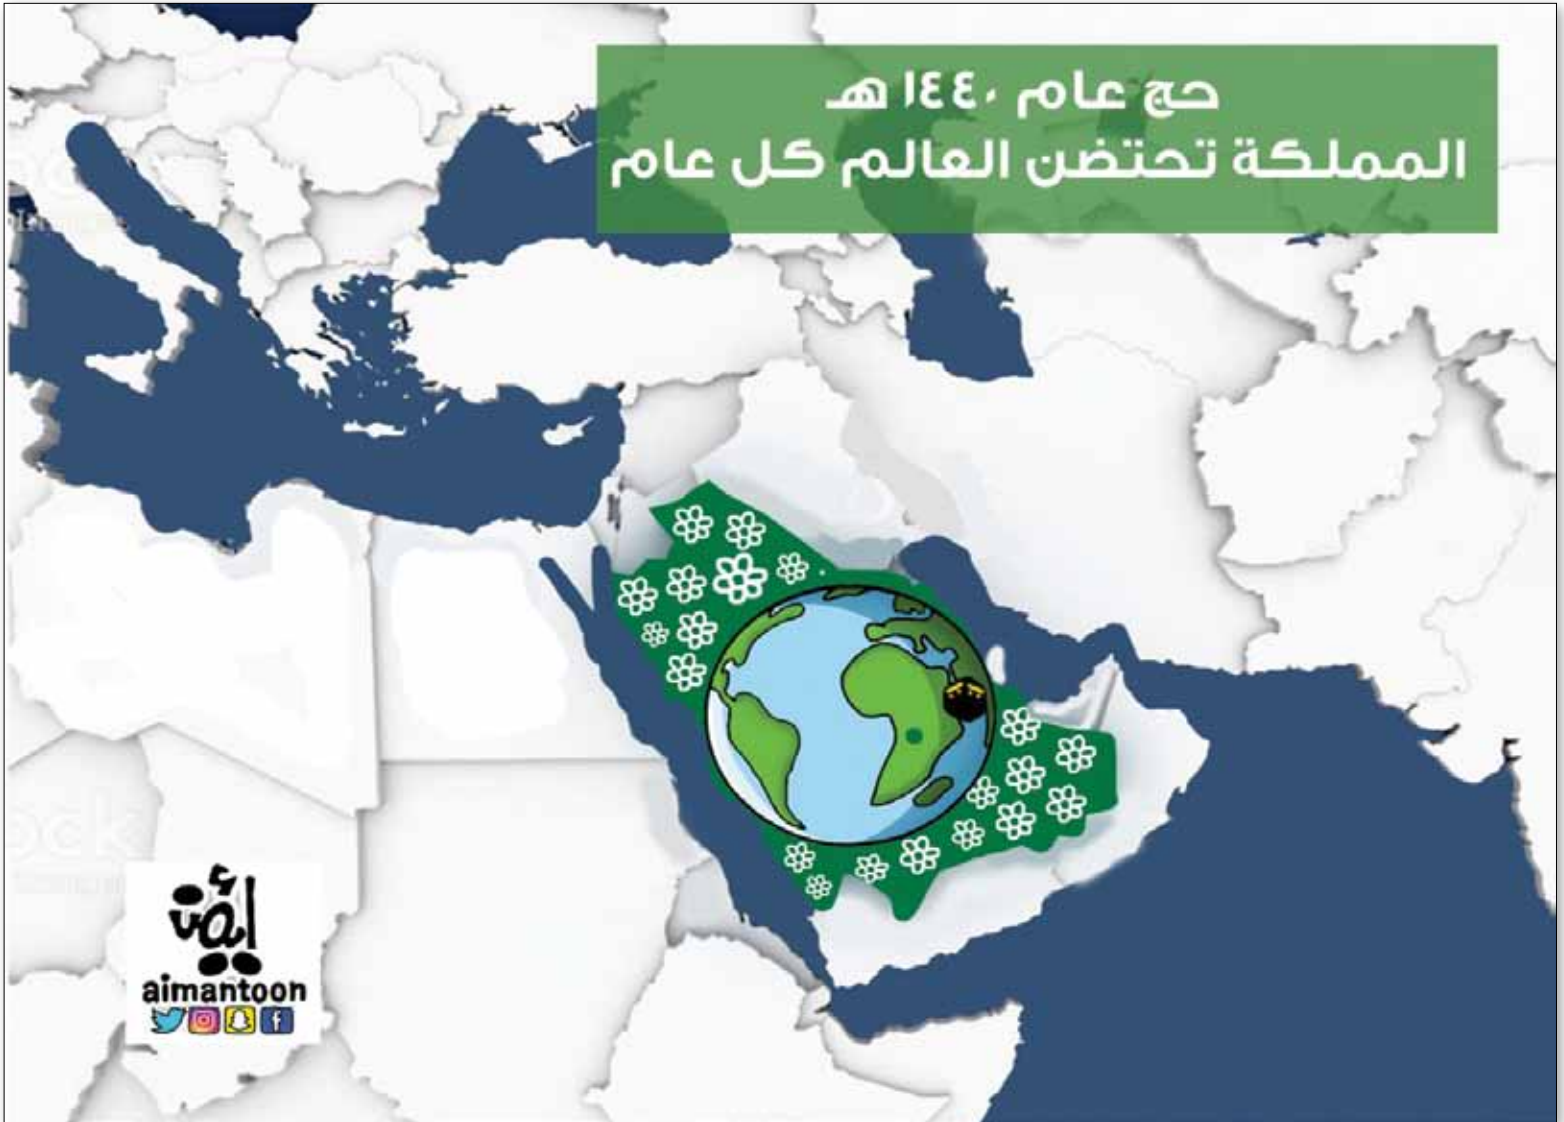 حج عام ١٤٤٠ هـ
المملكة تحتضن العالم كل عام
أيمن
aimantoon